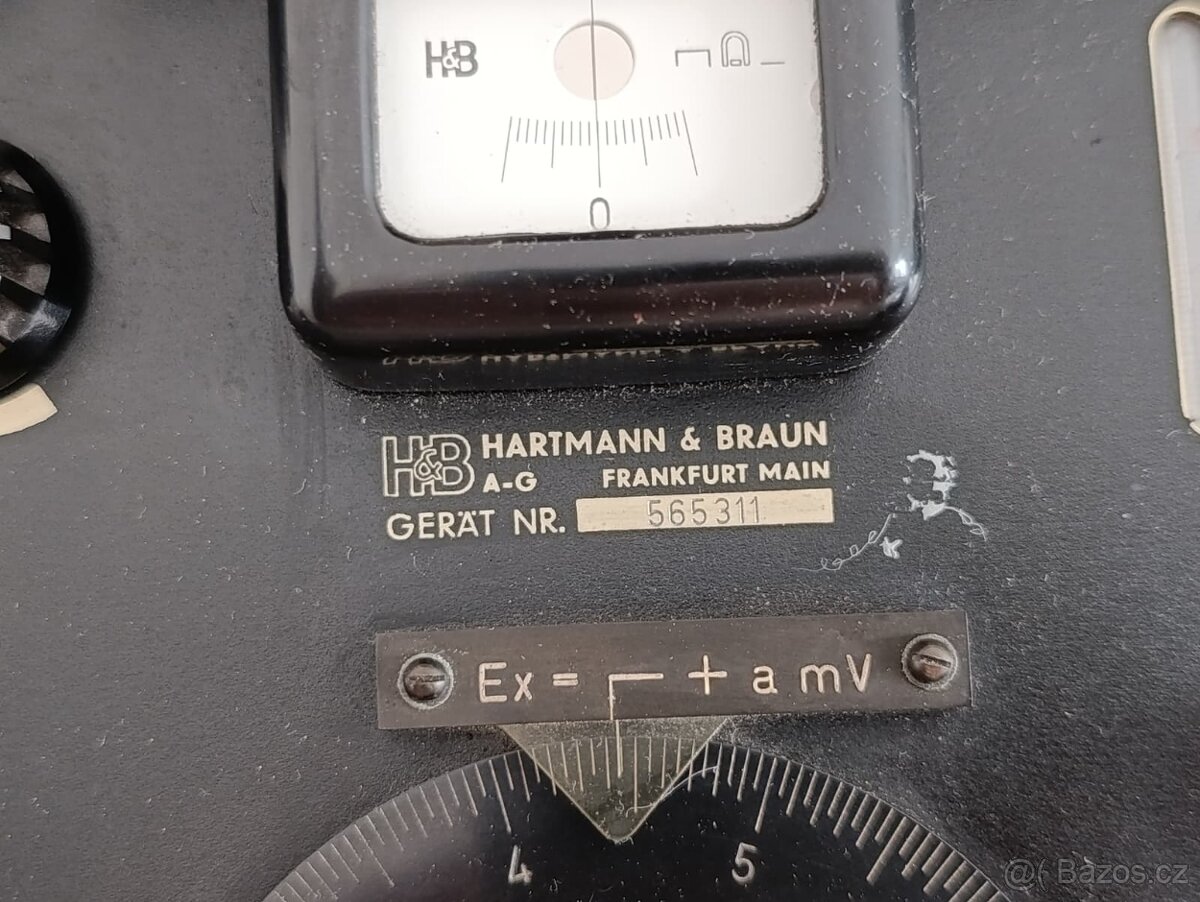 H&B
0
H&B HARTMANN & BRAUN
A-G FRANKFURT MAIN
GERÄT NR. 565311
Ex = + a mV
4 5
@( Bazos.cz